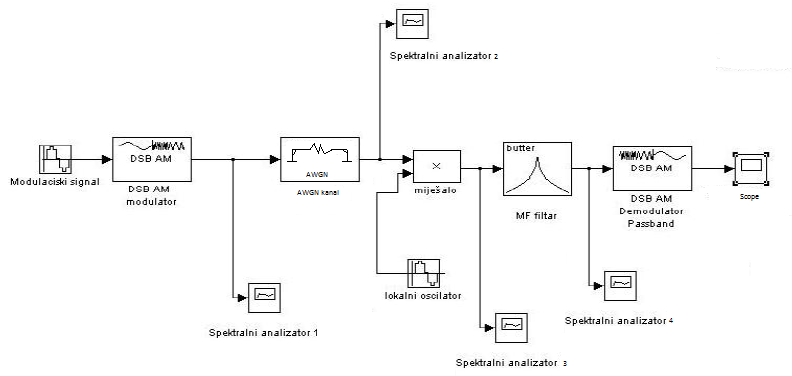 Spektralni analizator 2
butter
DSB AM
AWGN
DSB AM
Modulaciski signal
DSB AM
modulator
AWGN kanal
miješalo
MF filtar
DSB AM
Demodulator
Passband
Scope
lokalni oscilator
Spektralni analizator 1
Spektralni analizator 4
Spektralni analizator 3